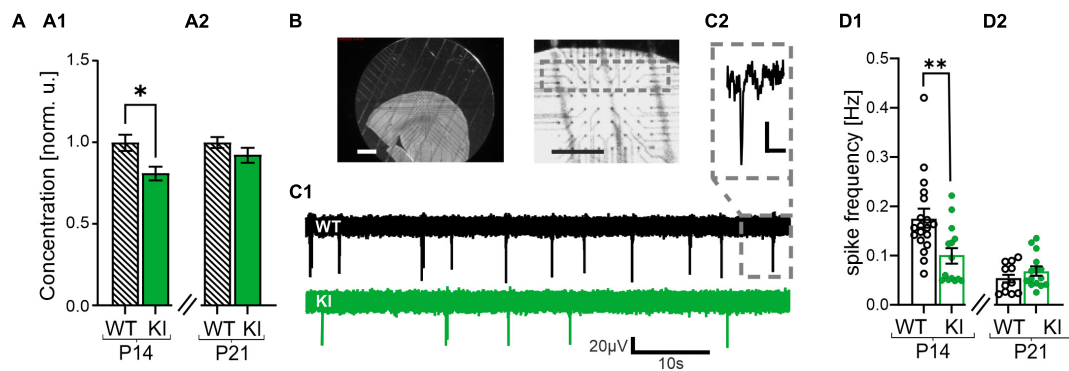 A A1 A2 B C2 D1 D2
Concentration [norm. u.]
1.5
1.0
0.5
0.0
*
WT KI WT KI
P14 P21
C1
WT
KI
20µV
10s
spike frequency [Hz]
0.5
0.4
0.3
0.2
0.1
0.0
**
WT KI WT KI
P14 P21